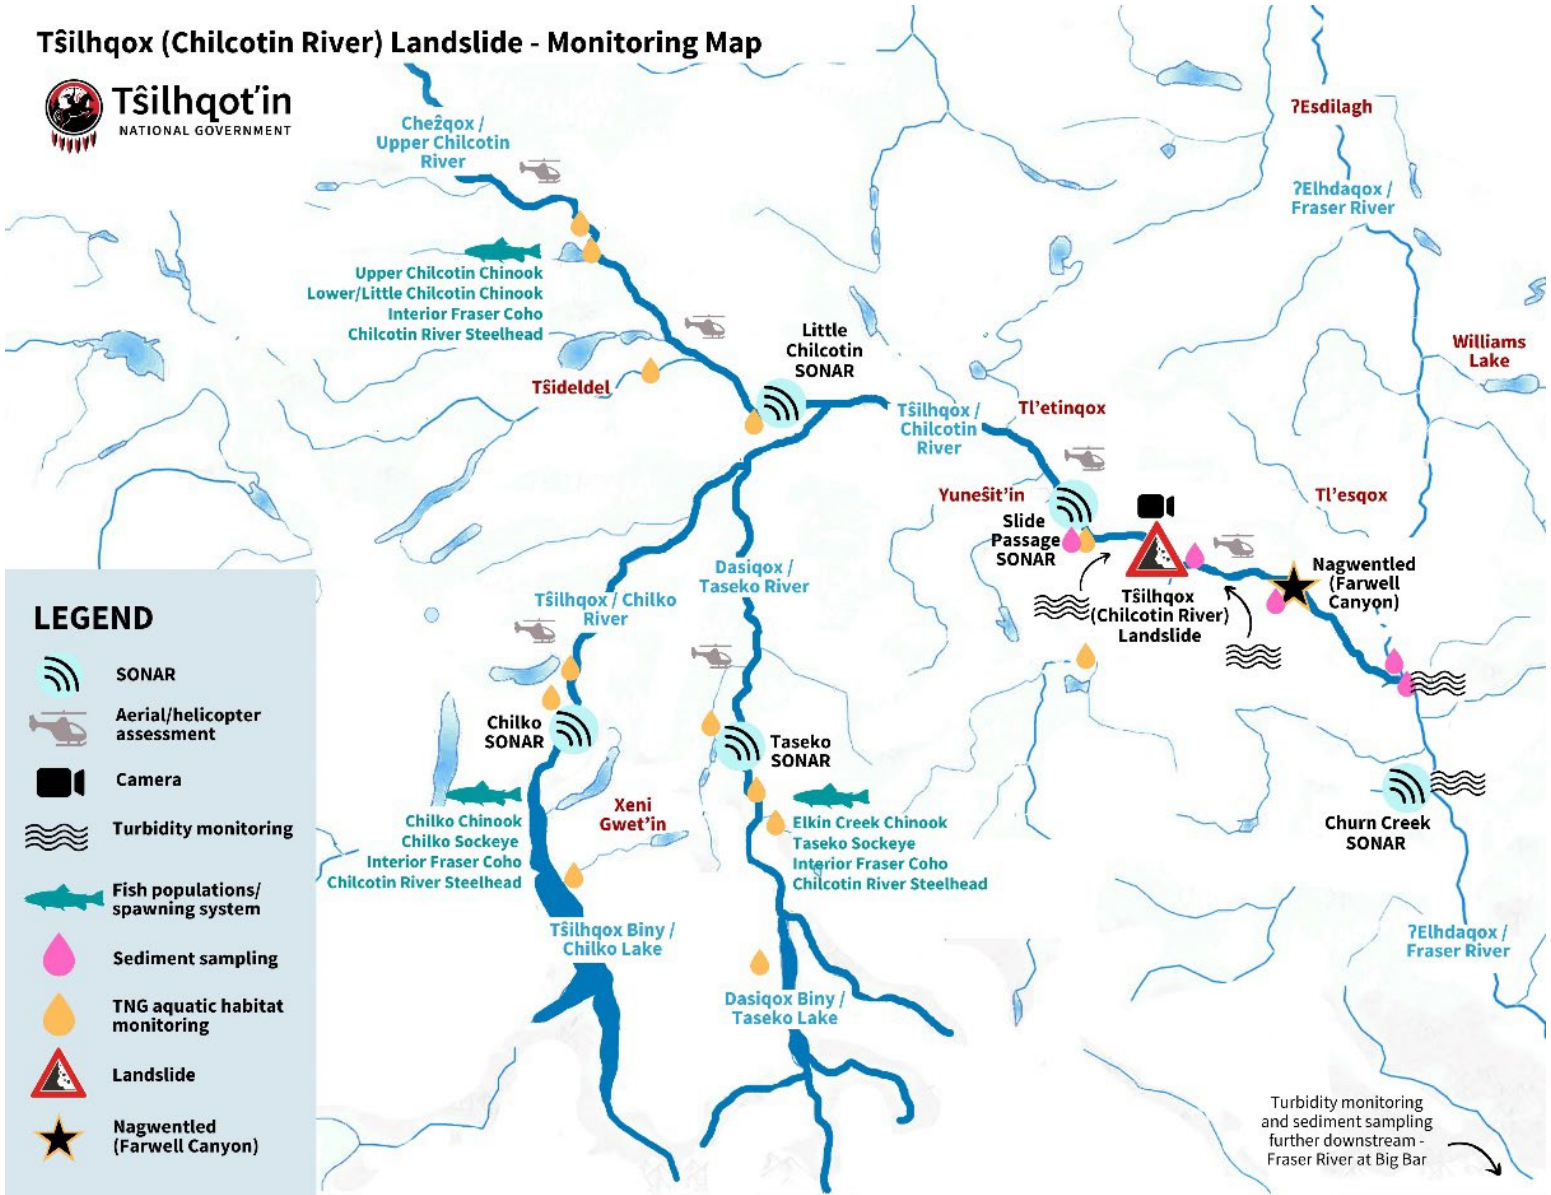 Tŝilhqox (Chilcotin River) Landslide - Monitoring Map
Tŝilhqot'in
NATIONAL GOVERNMENT
Cheẑqox /
Upper Chilcotin
River
ʔEsdilagh
ʔElhdaqox /
Fraser River
Upper Chilcotin Chinook
Lower/Little Chilcotin Chinook
Interior Fraser Coho
Chilcotin River Steelhead
Little
Chilcotin
SONAR
Williams
Lake
Tŝideldel
Tŝilhqox /
Chilcotin
River
Tl'etinqox
Yuneŝit'in
Tl'esqox
Slide
Passage
SONAR
Nagwentled
(Farwell
Canyon)
Tŝilhqox
(Chilcotin River)
Landslide
Dasiqox /
Taseko River
Tŝilhqox / Chilko
River
Chilko
SONAR
Taseko
SONAR
Xeni
Gwet'in
Chilko Chinook
Chilko Sockeye
Interior Fraser Coho
Chilcotin River Steelhead
Elkin Creek Chinook
Taseko Sockeye
Interior Fraser Coho
Chilcotin River Steelhead
Churn Creek
SONAR
Tŝilhqox Biny /
Chilko Lake
ʔElhdaqox /
Fraser River
Dasiqox Biny /
Taseko Lake
Turbidity monitoring
and sediment sampling
further downstream -
Fraser River at Big Bar
LEGEND
SONAR
Aerial/helicopter
assessment
Camera
Turbidity monitoring
Fish populations/
spawning system
Sediment sampling
TNG aquatic habitat
monitoring
Landslide
Nagwentled
(Farwell Canyon)